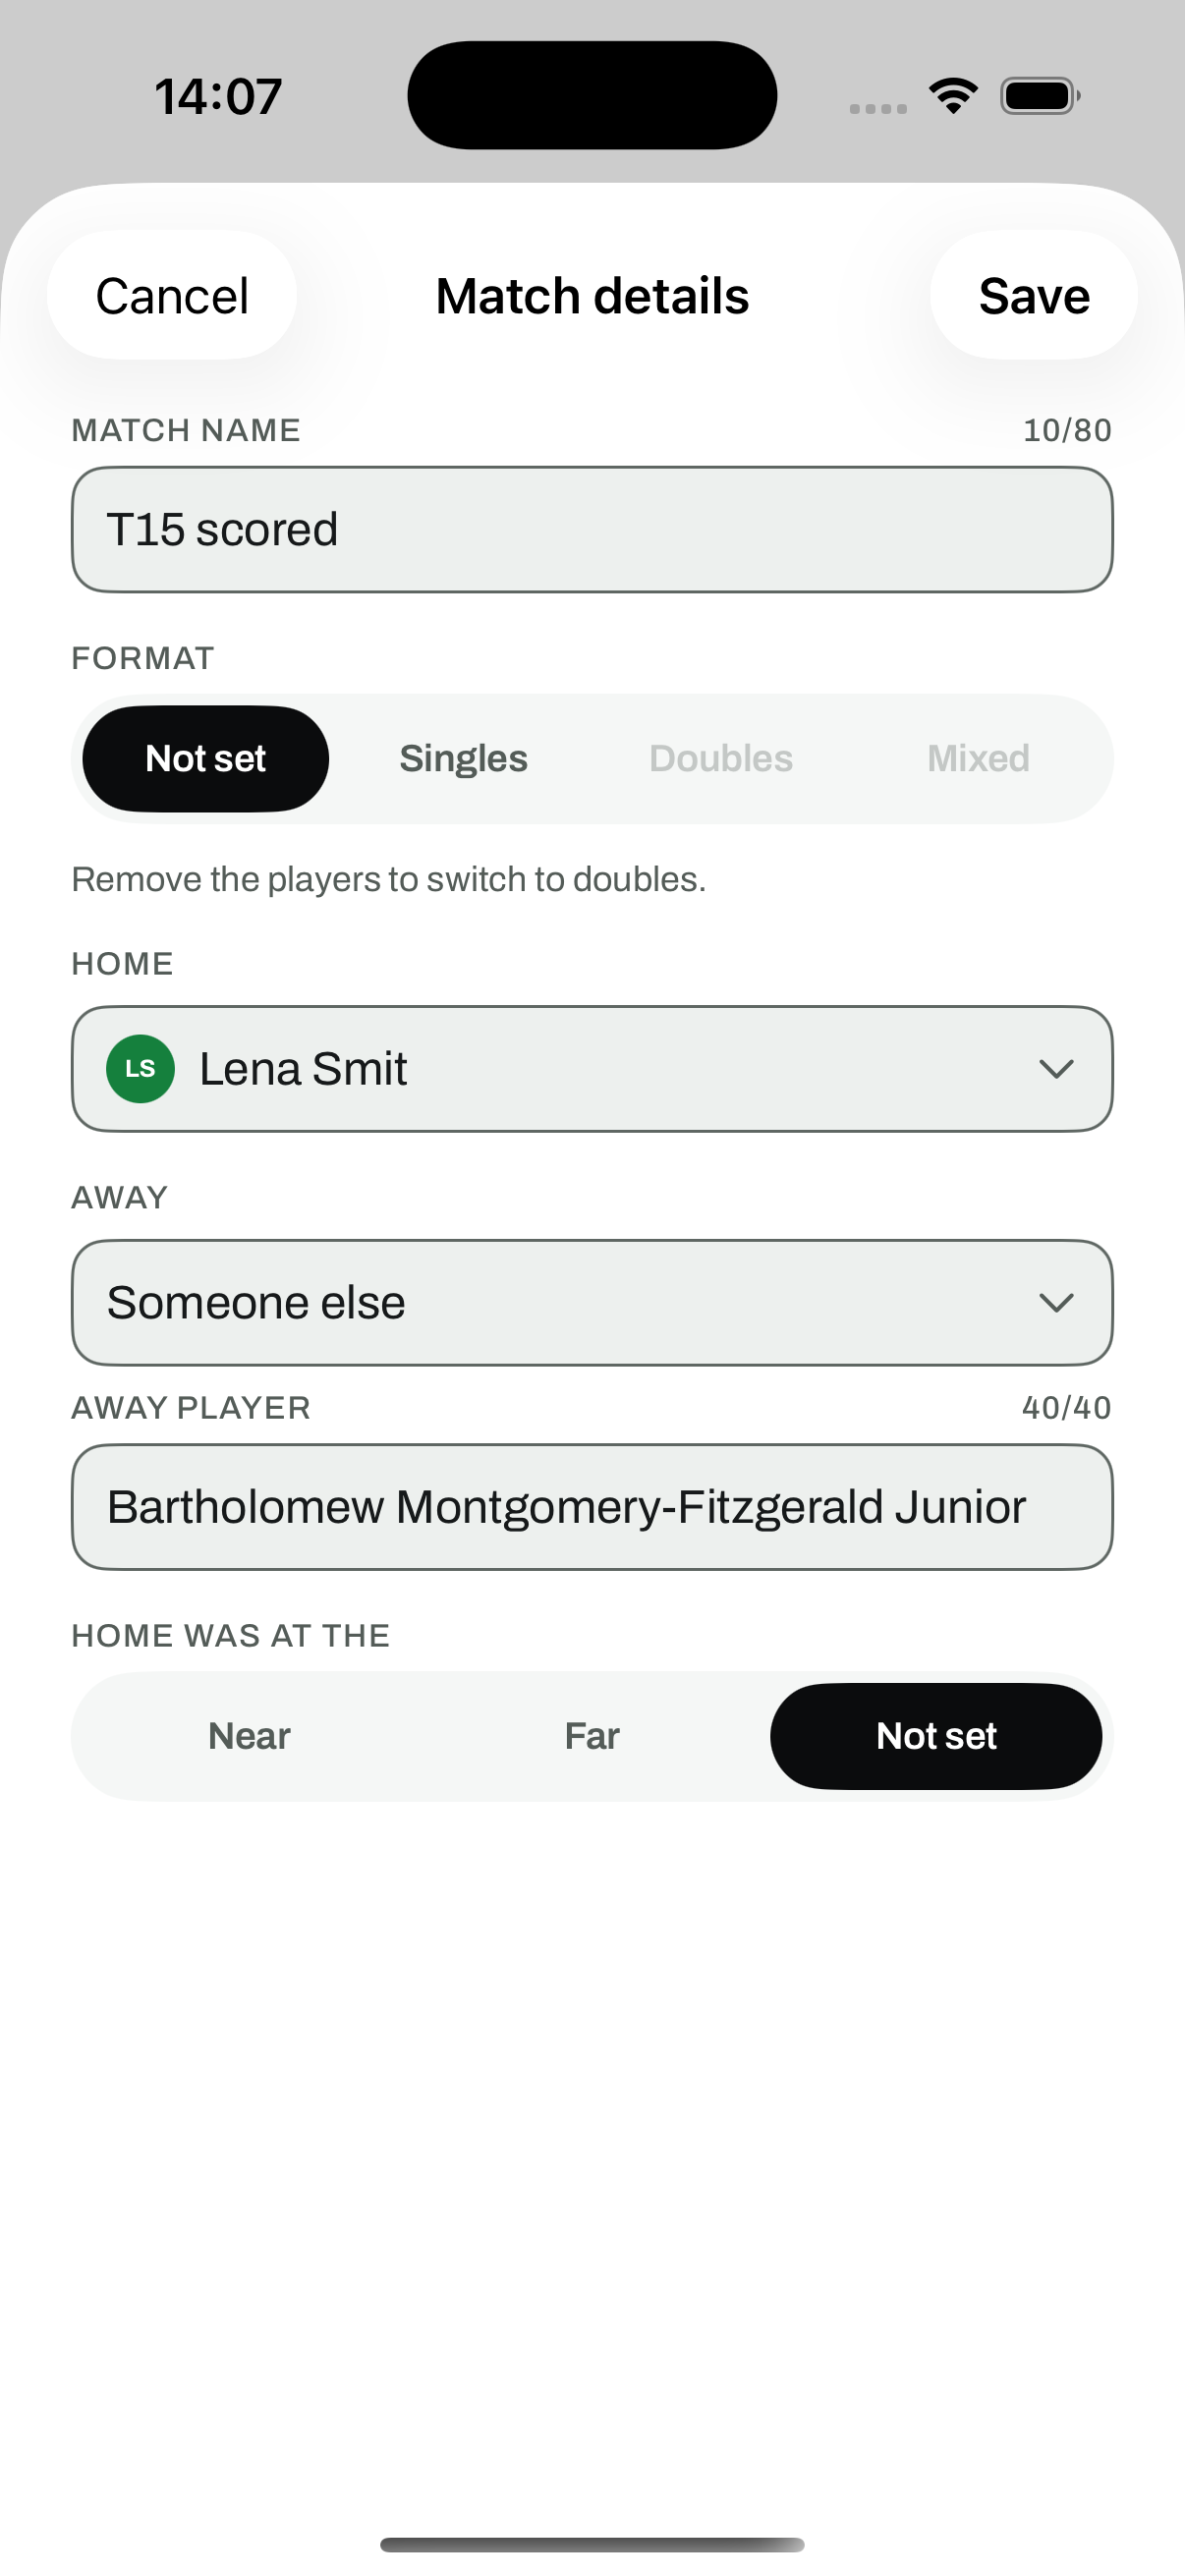 14:07
Cancel
Match details
Save
MATCH NAME
10/80
T15 scored
FORMAT
Not set
Singles
Doubles
Mixed
Remove the players to switch to doubles.
HOME
LS
Lena Smit
AWAY
Someone else
AWAY PLAYER
40/40
Bartholomew Montgomery-Fitzgerald Junior
HOME WAS AT THE
Near
Far
Not set